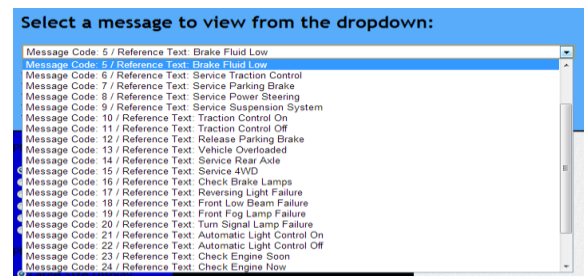 Select a message to view from the dropdown:
Message Code: 5 / Reference Text: Brake Fluid Low
Message Code: 5 / Reference Text: Brake Fluid Low
Message Code: 6 / Reference Text: Service Traction Control
Message Code: 7 / Reference Text: Service Parking Brake
Message Code: 8 / Reference Text: Service Power Steering
Message Code: 9 / Reference Text: Service Suspension System
Message Code: 10 / Reference Text: Traction Control On
Message Code: 11 / Reference Text: Traction Control Off
Message Code: 12 / Reference Text: Release Parking Brake
Message Code: 13 / Reference Text: Vehicle Overloaded
Message Code: 14 / Reference Text: Service Rear Axle
Message Code: 15 / Reference Text: Service 4WD
Message Code: 16 / Reference Text: Check Brake Lamps
Message Code: 17 / Reference Text: Reversing Light Failure
Message Code: 18 / Reference Text: Front Low Beam Failure
Message Code: 19 / Reference Text: Front Fog Lamp Failure
Message Code: 20 / Reference Text: Turn Signal Lamp Failure
Message Code: 21 / Reference Text: Automatic Light Control On
Message Code: 22 / Reference Text: Automatic Light Control Off
Message Code: 23 / Reference Text: Check Engine Soon
Message Code: 24 / Reference Text: Check Engine Now